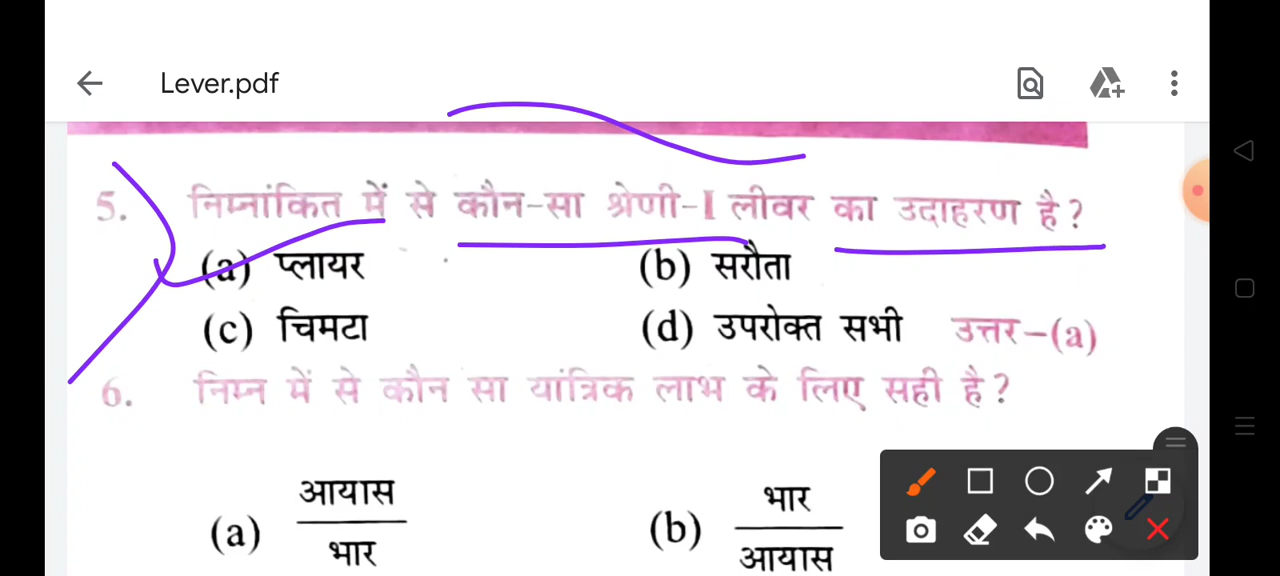 Lever.pdf
5. निम्नांकित में से कौन-सा श्रेणी-I लीवर का उदाहरण है?
(a) प्लायर (b) सरौता
(c) चिमटा (d) उपरोक्त सभी उत्तर-(a)
6. निम्न में से कौन सा यांत्रिक लाभ के लिए सही है?
(a) आयास / भार (b) भार / आयास